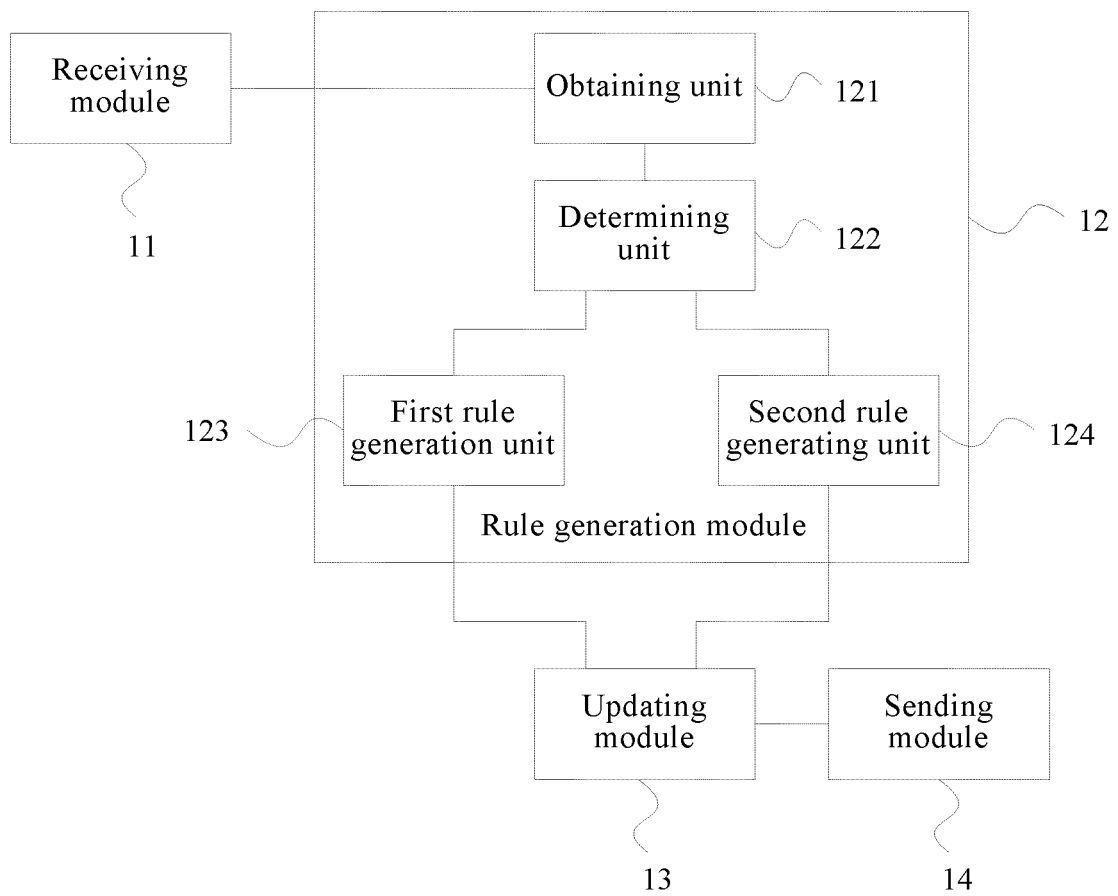 Receiving
module
11
Obtaining unit
121
Determining
unit
122
12
First rule
generation unit
123
Second rule
generating unit
124
Rule generation module
Updating
module
13
Sending
module
14